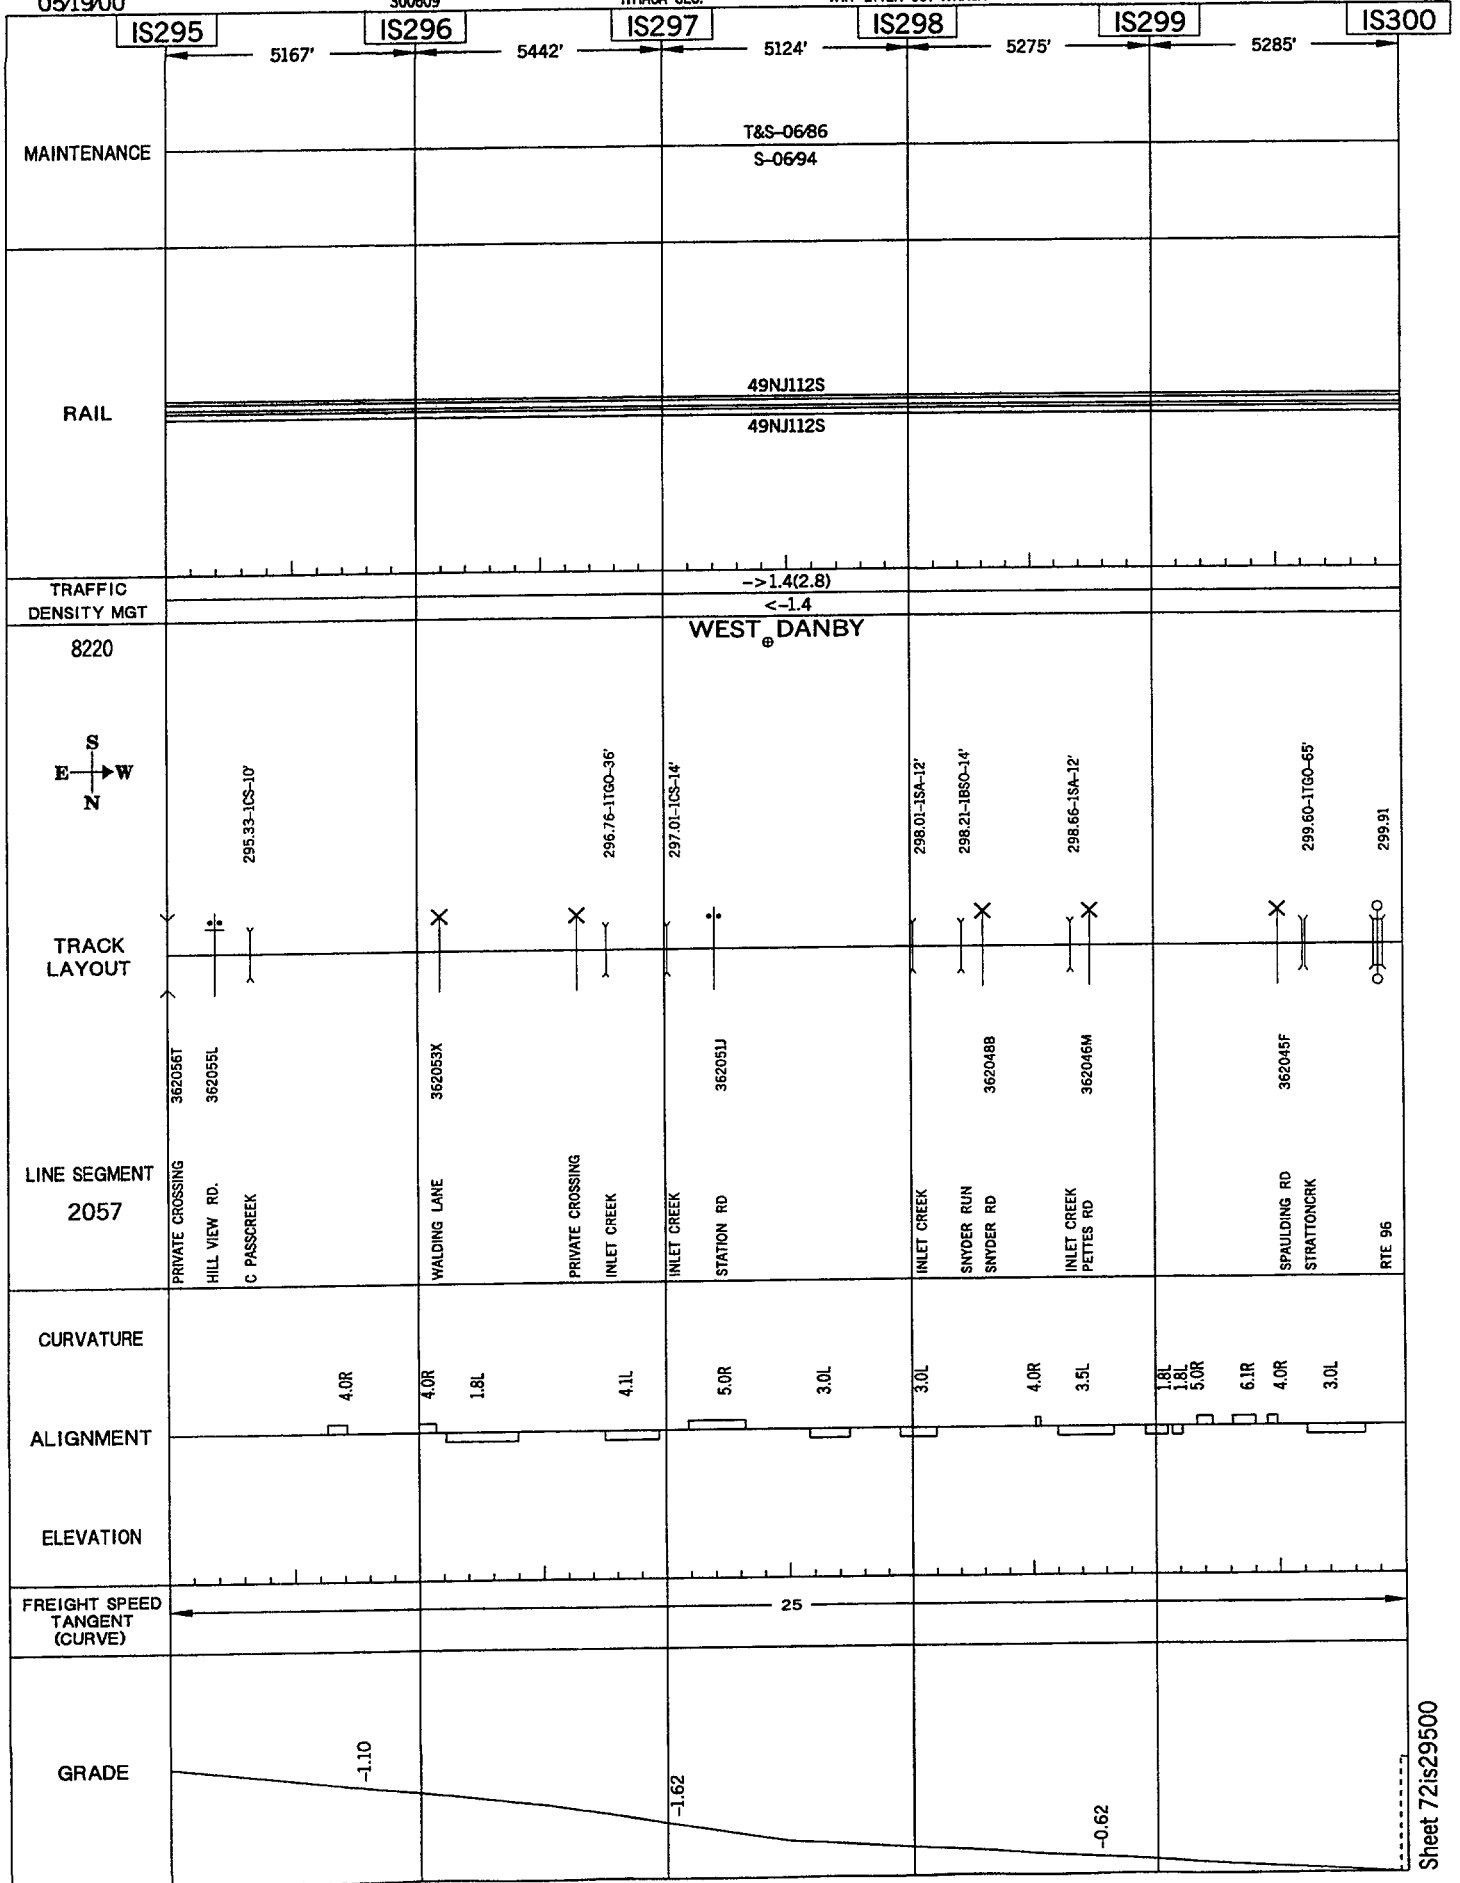 05/19/00
IS295 IS296 IS297 IS298 IS299 IS300
5167' 5442' 5124' 5275' 5285'
MAINTENANCE
T&S-06/86
S-06/94
RAIL
49NJ112S
49NJ112S
TRAFFIC
DENSITY MGT
->1.4(2.8)
<-1.4
8220
WEST DANBY
S
E W
N
295.33-1CS-10'
296.76-1TGO-36'
297.01-1CS-14'
298.01-1SA-12'
298.21-1BSO-14'
298.66-1SA-12'
299.60-1TGO-65'
299.91
TRACK
LAYOUT
362056T
362055L
362053X
362051J
362048B
362046M
362045F
LINE SEGMENT
2057
PRIVATE CROSSING
HILL VIEW RD.
C PASSCREEK
WALDING LANE
PRIVATE CROSSING
INLET CREEK
INLET CREEK
STATION RD
INLET CREEK
SNYDER RUN
SNYDER RD
INLET CREEK
PETTES RD
SPAULDING RD
STRATTONCRK
RTE 96
CURVATURE
4.0R
4.0R
1.8L
4.1L
5.0R
3.0L
3.0L
4.0R
3.5L
1.8L
1.8L
5.0R
6.1R
4.0R
3.0L
ALIGNMENT
ELEVATION
FREIGHT SPEED
TANGENT
(CURVE)
25
GRADE
-1.10
-1.62
-0.62
Sheet 72is29500